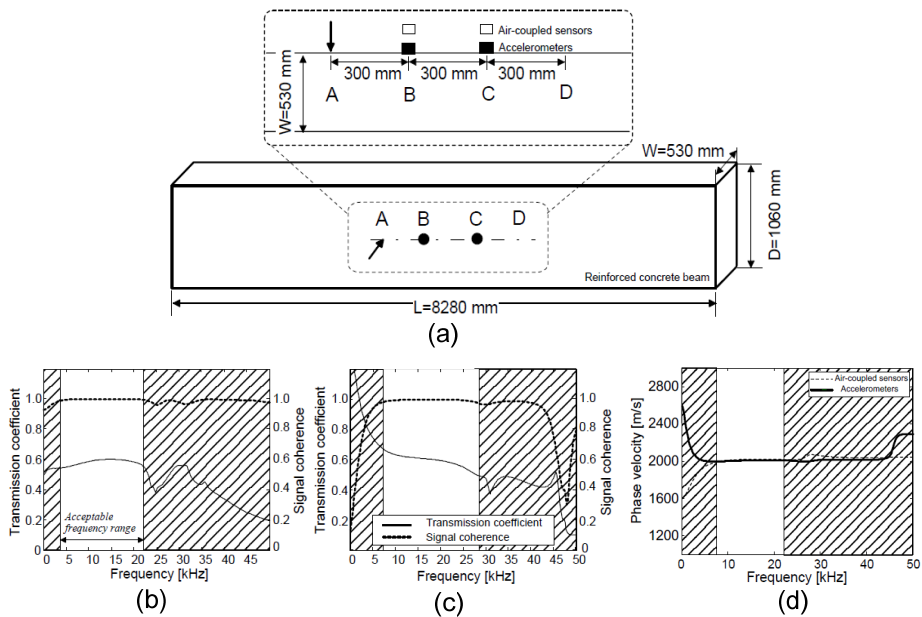 Air-coupled sensors
Accelerometers
300 mm 300 mm 300 mm
A B C D
W=530 mm
W=530 mm
A B C D
D=1060 mm
Reinforced concrete beam
L=8280 mm
(a)
Transmission coefficient
1.0
0.8
0.6
0.4
0.2
0
Acceptable
frequency range
1.0
0.8
0.6
0.4
0.2
0
Signal coherence
0 5 10 15 20 25 30 35 40 45
Frequency [kHz]
(b)
Transmission coefficient
1.0
0.8
0.6
0.4
0.2
Transmission coefficient
Signal coherence
1.0
0.8
0.6
0.4
0.2
0
Signal coherence
0 5 10 15 20 25 30 35 40 45 50
Frequency [kHz]
(c)
Phase velocity [m/s]
2800
2400
2000
1600
1200
Air-coupled sensors
Accelerometers
0 10 20 30 40 50
Frequency [kHz]
(d)